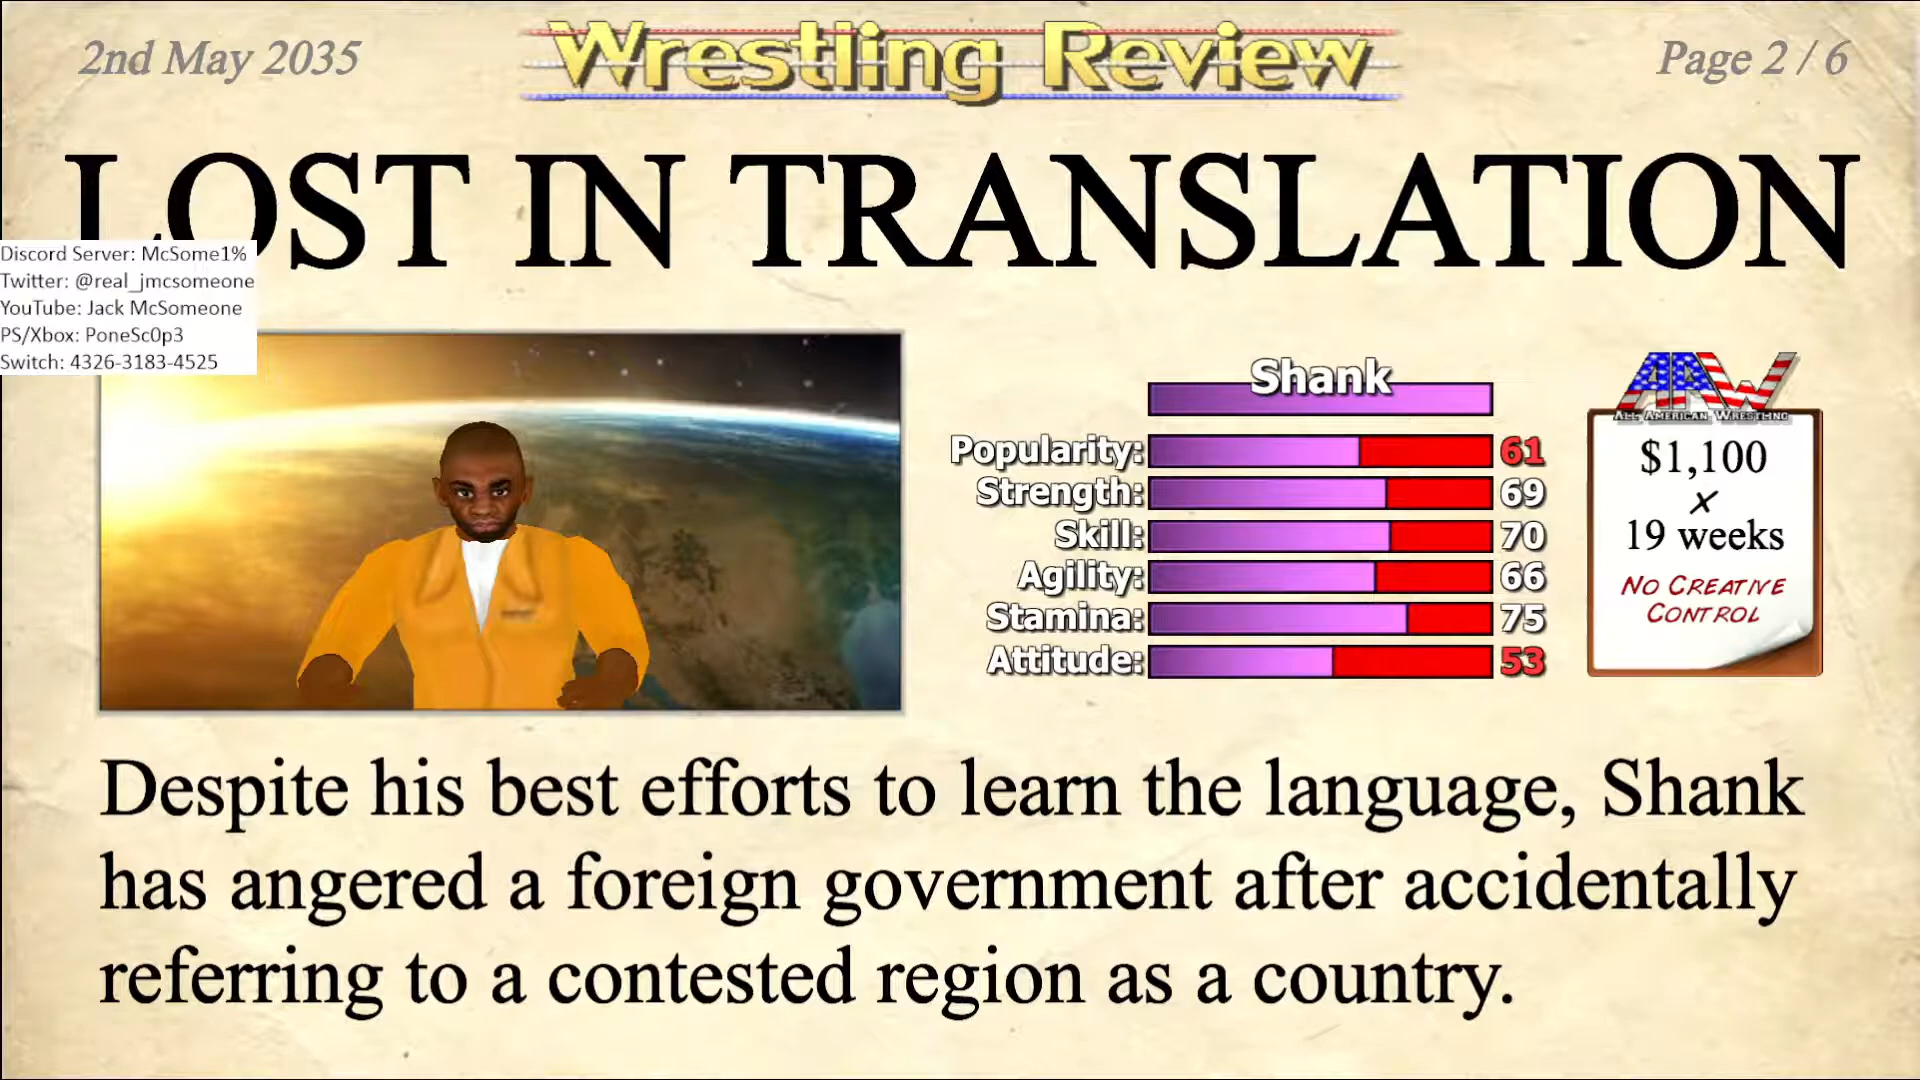 2nd May 2035
Wrestling Review
Page 2 / 6
LOST IN TRANSLATION
Discord Server: McSome1%
Twitter: @real_jmcsomeone
YouTube: Jack McSomeone
PS/Xbox: PoneSc0p3
Switch: 4326-3183-4525
Shank
Popularity: 61
Strength: 69
Skill: 70
Agility: 66
Stamina: 75
Attitude: 53
AAW
ALL AMERICAN WRESTLING
$1,100
x
19 weeks
NO CREATIVE
CONTROL
Despite his best efforts to learn the language, Shank
has angered a foreign government after accidentally
referring to a contested region as a country.